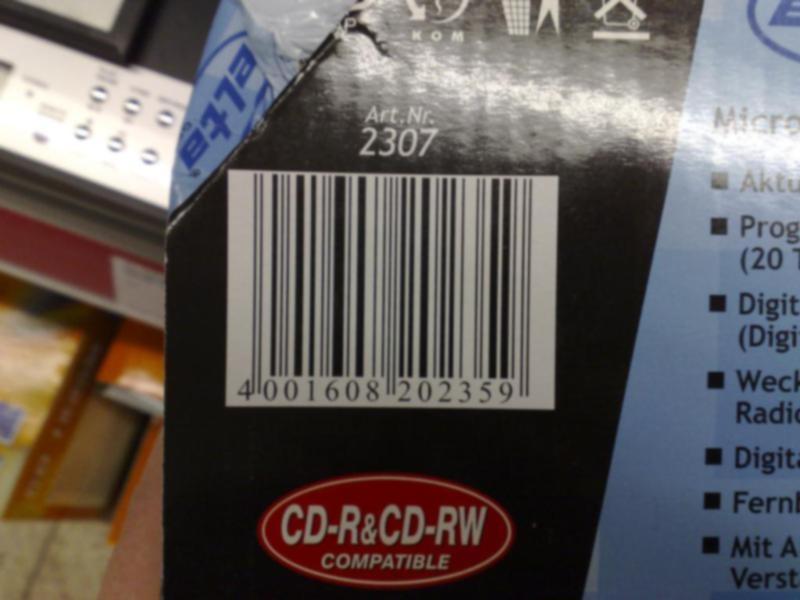 elta
KOM
Art.Nr.
2307
4 001608 202359
CD-R&CD-RW
COMPATIBLE
Micro
Aktu
Prog
(20 T
Digit
(Digi
Weck
Radio
Digita
Fernb
Mit A
Verst